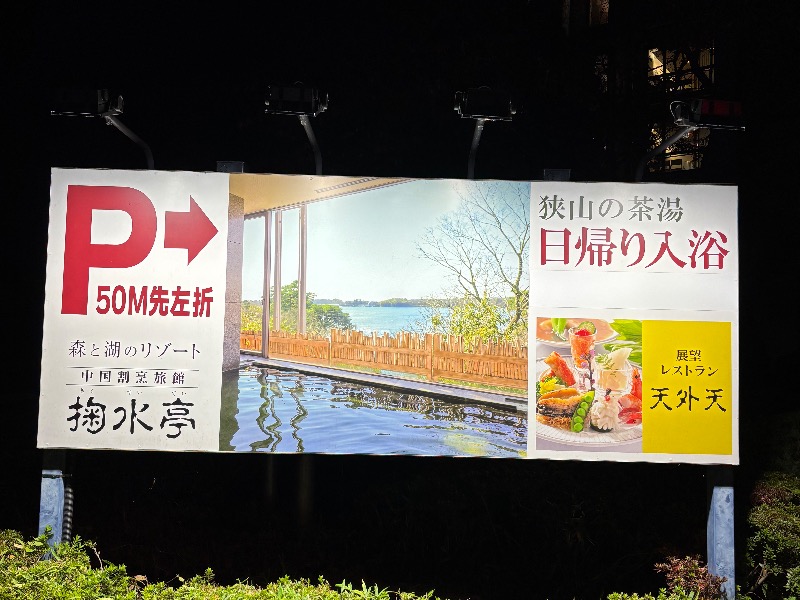 P→
50M先左折
森と湖のリゾート
中国割烹旅館
掬水亭
狭山の茶湯
日帰り入浴
展望
レストラン
天外天